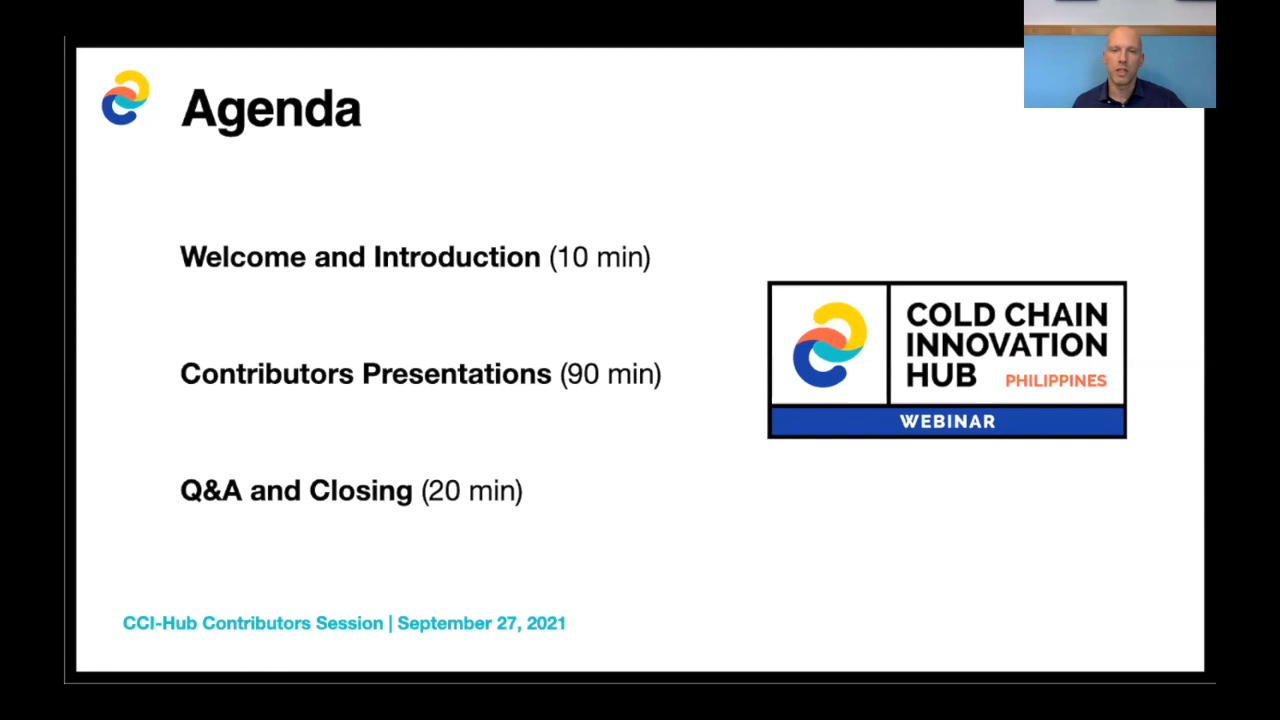 Agenda
Welcome and Introduction (10 min)
Contributors Presentations (90 min)
Q&A and Closing (20 min)
COLD CHAIN
INNOVATION
HUB PHILIPPINES
WEBINAR
CCI-Hub Contributors Session | September 27, 2021